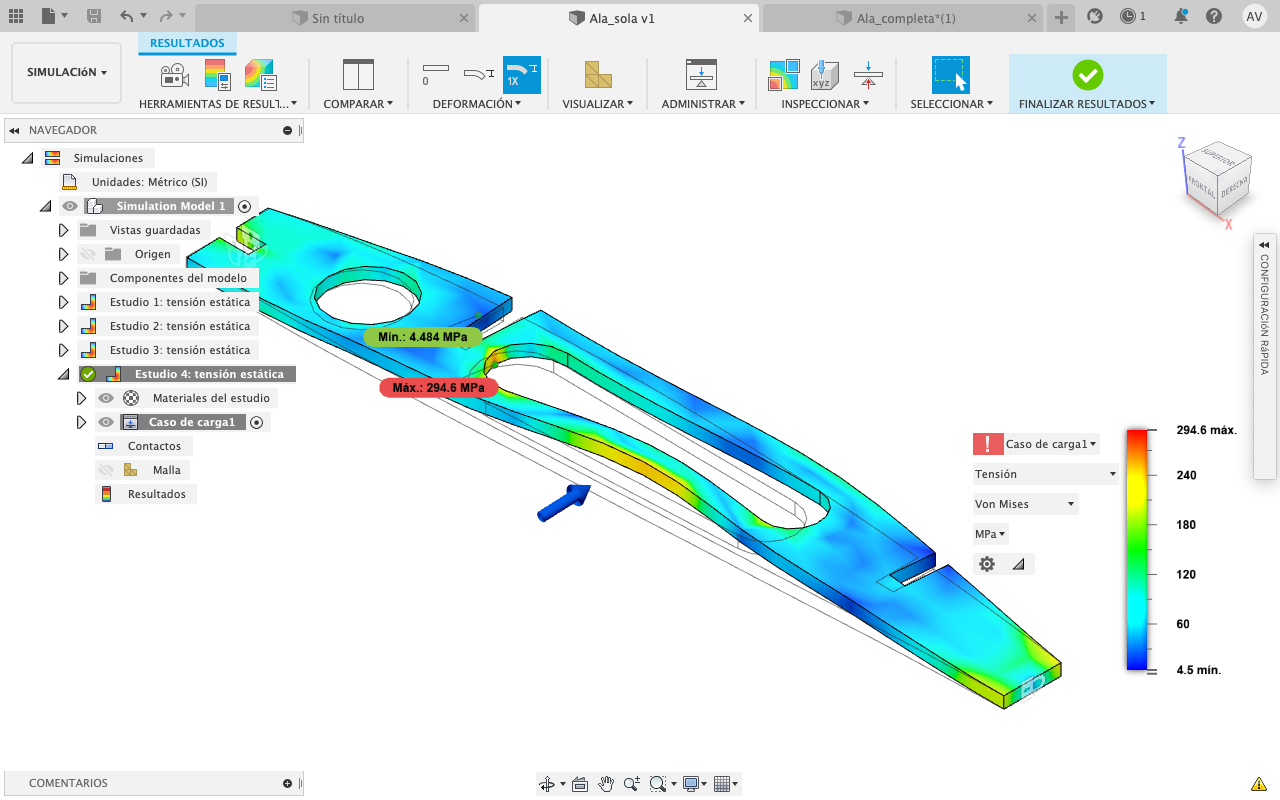 Sin título
Ala_sola v1
Ala_completa*(1)
1
AV
RESULTADOS
SIMULACIóN
HERRAMIENTAS DE RESULT...
COMPARAR
0
1X
DEFORMACIÓN
VISUALIZAR
ADMINISTRAR
xyz
INSPECCIONAR
SELECCIONAR
FINALIZAR RESULTADOS
NAVEGADOR
Simulaciones
Unidades: Métrico (SI)
Simulation Model 1
Vistas guardadas
Origen
Componentes del modelo
Estudio 1: tensión estática
Estudio 2: tensión estática
Estudio 3: tensión estática
Estudio 4: tensión estática
Materiales del estudio
Caso de carga1
Contactos
Malla
Resultados
Mín.: 4.484 MPa
Máx.: 294.6 MPa
Z
SUPERIOR
FRONTAL
DERECHA
X
CONFIGURACIóN RáPIDA
Caso de carga1
Tensión
Von Mises
MPa
294.6 máx.
240
180
120
60
4.5 mín.
COMENTARIOS